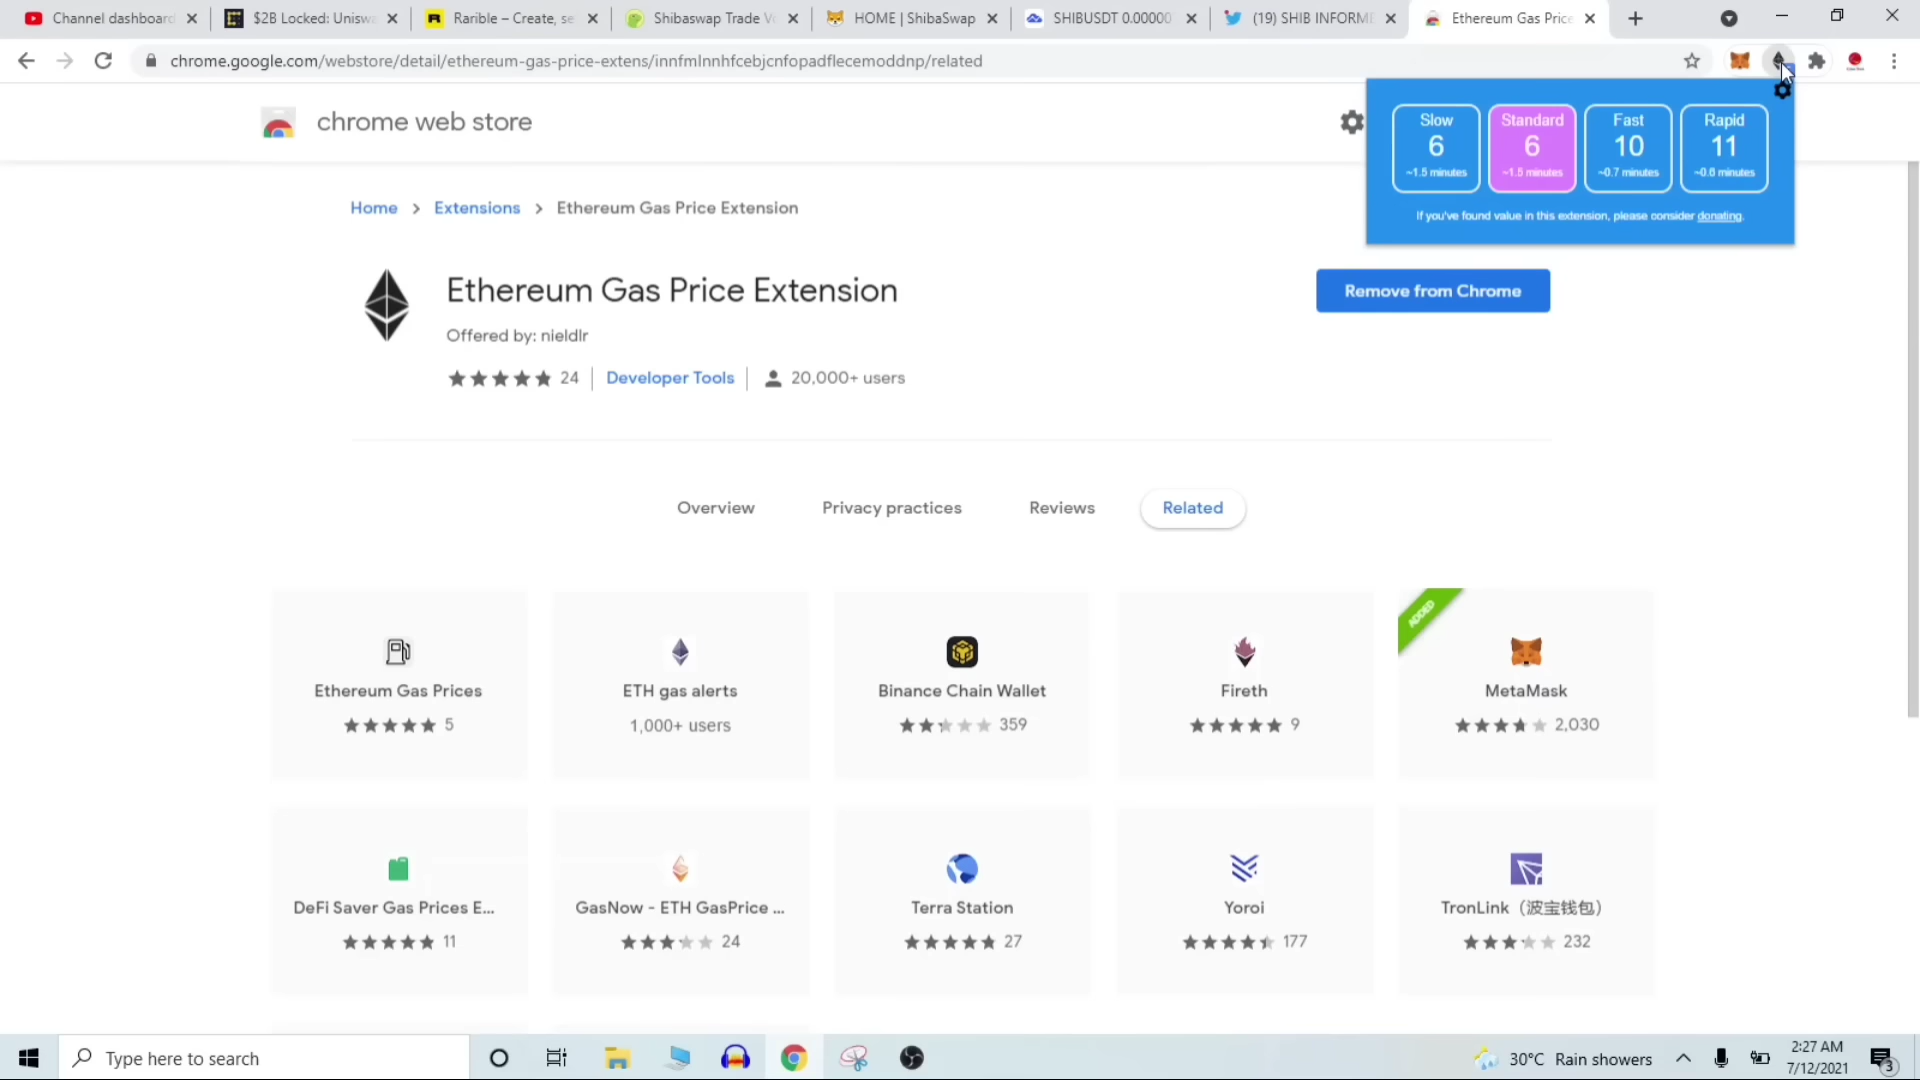 Channel dashboard
$2B Locked: Uniswa
Rarible – Create, se
Shibaswap Trade Vo
HOME | ShibaSwap
SHIBUSDT 0.00000
(19) SHIB INFORME
Ethereum Gas Price
chrome.google.com/webstore/detail/ethereum-gas-price-extens/innfmlnnhfcebjcnfopadflecemoddnp/related
chrome web store
Slow
6
~1.5 minutes
Standard
6
~1.5 minutes
Fast
10
~0.7 minutes
Rapid
11
~0.6 minutes
If you've found value in this extension, please consider donating.
Home > Extensions > Ethereum Gas Price Extension
Ethereum Gas Price Extension
Remove from Chrome
Offered by: nieldlr
24 | Developer Tools | 20,000+ users
Overview
Privacy practices
Reviews
Related
ADDED
Ethereum Gas Prices
5
ETH gas alerts
1,000+ users
Binance Chain Wallet
359
Fireth
9
MetaMask
2,030
DeFi Saver Gas Prices E...
11
GasNow - ETH GasPrice ...
24
Terra Station
27
Yoroi
177
TronLink（波宝钱包）
232
Type here to search
30°C Rain showers
2:27 AM
7/12/2021
3